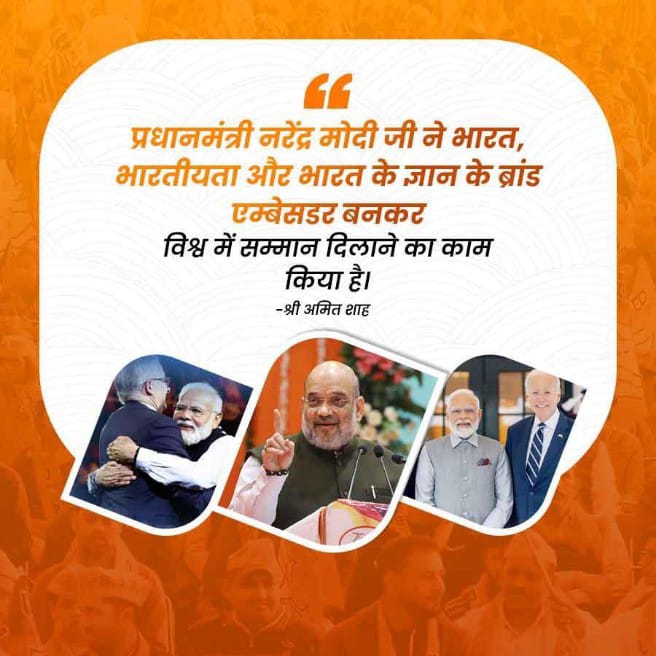 “
प्रधानमंत्री नरेंद्र मोदी जी ने भारत,
भारतीयता और भारत के ज्ञान के ब्रांड
एम्बेसडर बनकर
विश्व में सम्मान दिलाने का काम
किया है।
-श्री अमित शाह